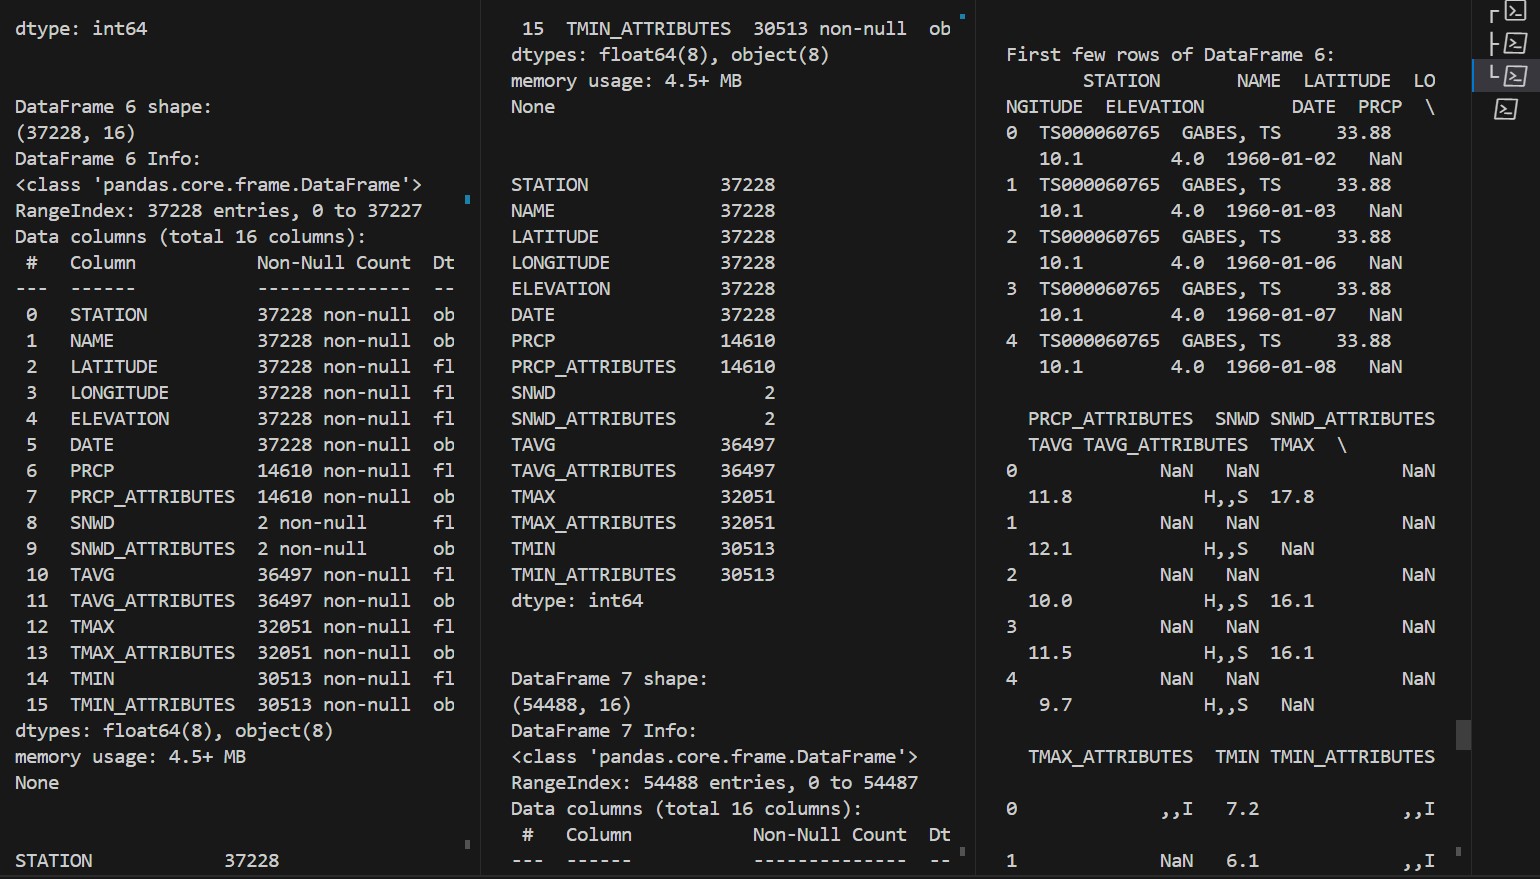 dtype: int64
DataFrame 6 shape:
(37228, 16)
DataFrame 6 Info:
<class 'pandas.core.frame.DataFrame'>
RangeIndex: 37228 entries, 0 to 37227
Data columns (total 16 columns):
#   Column           Non-Null Count  Dt
--- ------           --------------  --
0   STATION          37228 non-null  ob
1   NAME             37228 non-null  ob
2   LATITUDE         37228 non-null  fl
3   LONGITUDE        37228 non-null  fl
4   ELEVATION        37228 non-null  fl
5   DATE             37228 non-null  ob
6   PRCP             14610 non-null  fl
7   PRCP_ATTRIBUTES  14610 non-null  ob
8   SNWD             2 non-null      fl
9   SNWD_ATTRIBUTES  2 non-null      ob
10  TAVG             36497 non-null  fl
11  TAVG_ATTRIBUTES  36497 non-null  ob
12  TMAX             32051 non-null  fl
13  TMAX_ATTRIBUTES  32051 non-null  ob
14  TMIN             30513 non-null  fl
15  TMIN_ATTRIBUTES  30513 non-null  ob
dtypes: float64(8), object(8)
memory usage: 4.5+ MB
None
STATION            37228
15  TMIN_ATTRIBUTES  30513 non-null  ob
dtypes: float64(8), object(8)
memory usage: 4.5+ MB
None
STATION            37228
NAME               37228
LATITUDE           37228
LONGITUDE          37228
ELEVATION          37228
DATE               37228
PRCP               14610
PRCP_ATTRIBUTES    14610
SNWD                   2
SNWD_ATTRIBUTES        2
TAVG               36497
TAVG_ATTRIBUTES    36497
TMAX               32051
TMAX_ATTRIBUTES    32051
TMIN               30513
TMIN_ATTRIBUTES    30513
dtype: int64
DataFrame 7 shape:
(54488, 16)
DataFrame 7 Info:
<class 'pandas.core.frame.DataFrame'>
RangeIndex: 54488 entries, 0 to 54487
Data columns (total 16 columns):
#   Column           Non-Null Count  Dt
--- ------           --------------  --
First few rows of DataFrame 6:
STATION       NAME  LATITUDE  LO
NGITUDE  ELEVATION        DATE  PRCP  \
0  TS000060765  GABES, TS     33.88
10.1        4.0  1960-01-02   NaN
1  TS000060765  GABES, TS     33.88
10.1        4.0  1960-01-03   NaN
2  TS000060765  GABES, TS     33.88
10.1        4.0  1960-01-06   NaN
3  TS000060765  GABES, TS     33.88
10.1        4.0  1960-01-07   NaN
4  TS000060765  GABES, TS     33.88
10.1        4.0  1960-01-08   NaN
PRCP_ATTRIBUTES  SNWD SNWD_ATTRIBUTES
TAVG TAVG_ATTRIBUTES  TMAX  \
0             NaN   NaN             NaN
11.8            H,,S  17.8
1             NaN   NaN             NaN
12.1            H,,S   NaN
2             NaN   NaN             NaN
10.0            H,,S  16.1
3             NaN   NaN             NaN
11.5            H,,S  16.1
4             NaN   NaN             NaN
9.7            H,,S   NaN
TMAX_ATTRIBUTES  TMIN TMIN_ATTRIBUTES
0             ,,I   7.2             ,,I
1             NaN   6.1             ,,I